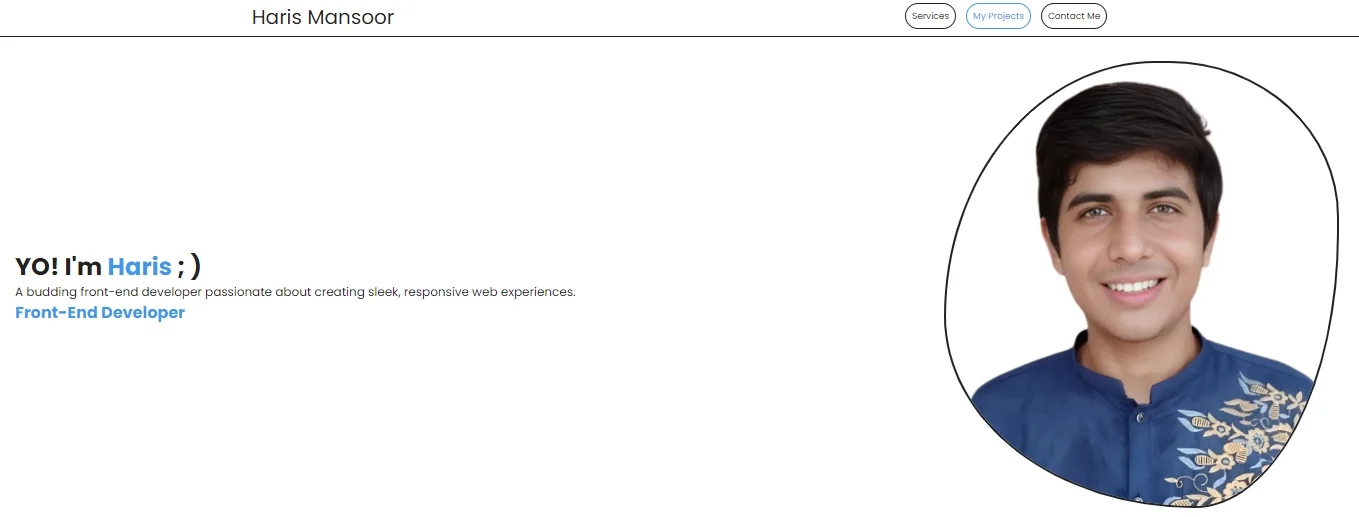 Haris Mansoor
Services
My Projects
Contact Me
YO! I'm Haris ; )
A budding front-end developer passionate about creating sleek, responsive web experiences.
Front-End Developer